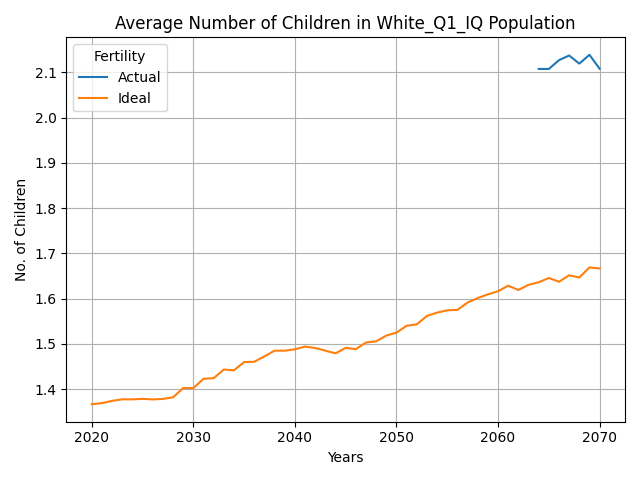 Average Number of Children in White_Q1_IQ Population
Fertility
Actual
Ideal
No. of Children
2.1
2.0
1.9
1.8
1.7
1.6
1.5
1.4
2020 2030 2040 2050 2060 2070
Years